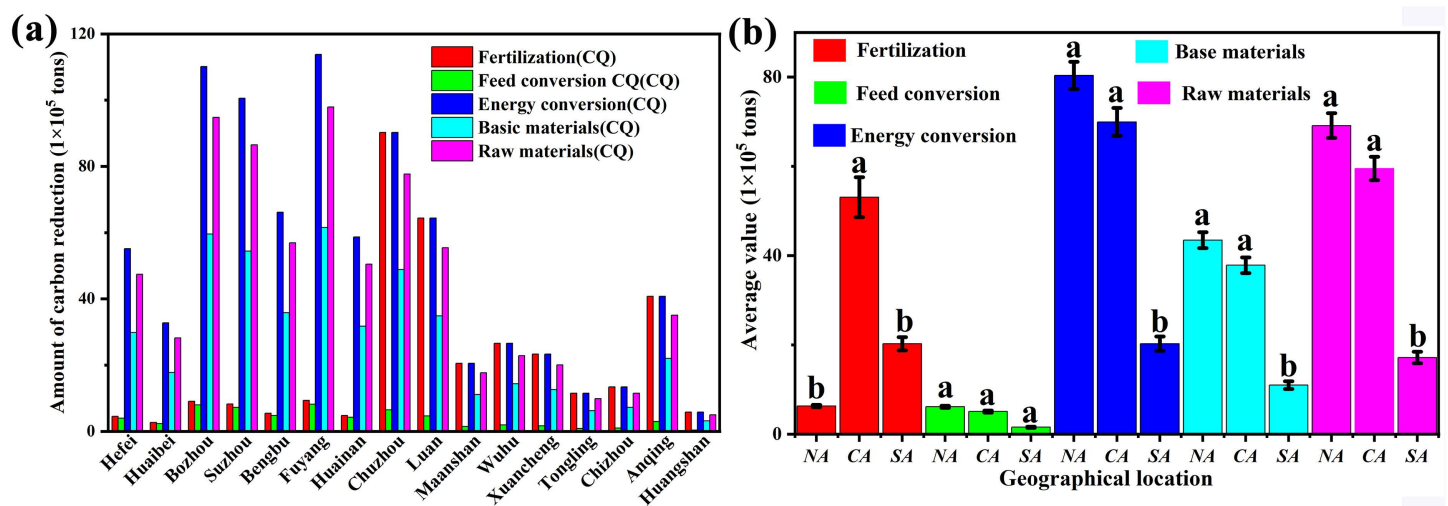 (a)
Amount of carbon reduction (1×10⁵ tons)
120
80
40
0
Fertilization(CQ)
Feed conversion CQ(CQ)
Energy conversion(CQ)
Basic materials(CQ)
Raw materials(CQ)
Hefei
Huaibei
Bozhou
Suzhou
Bengbu
Fuyang
Huainan
Chuzhou
Luan
Maanshan
Wuhu
Xuancheng
Tongling
Chizhou
Anqing
Huangshan
(b)
Average value (1×10⁵ tons)
80
40
0
Fertilization
Feed conversion
Energy conversion
Base materials
Raw materials
b
a
b
a
a
a
a
a
b
a
a
b
a
a
b
NA
CA
SA
NA
CA
SA
NA
CA
SA
NA
CA
SA
NA
CA
SA
Geographical location